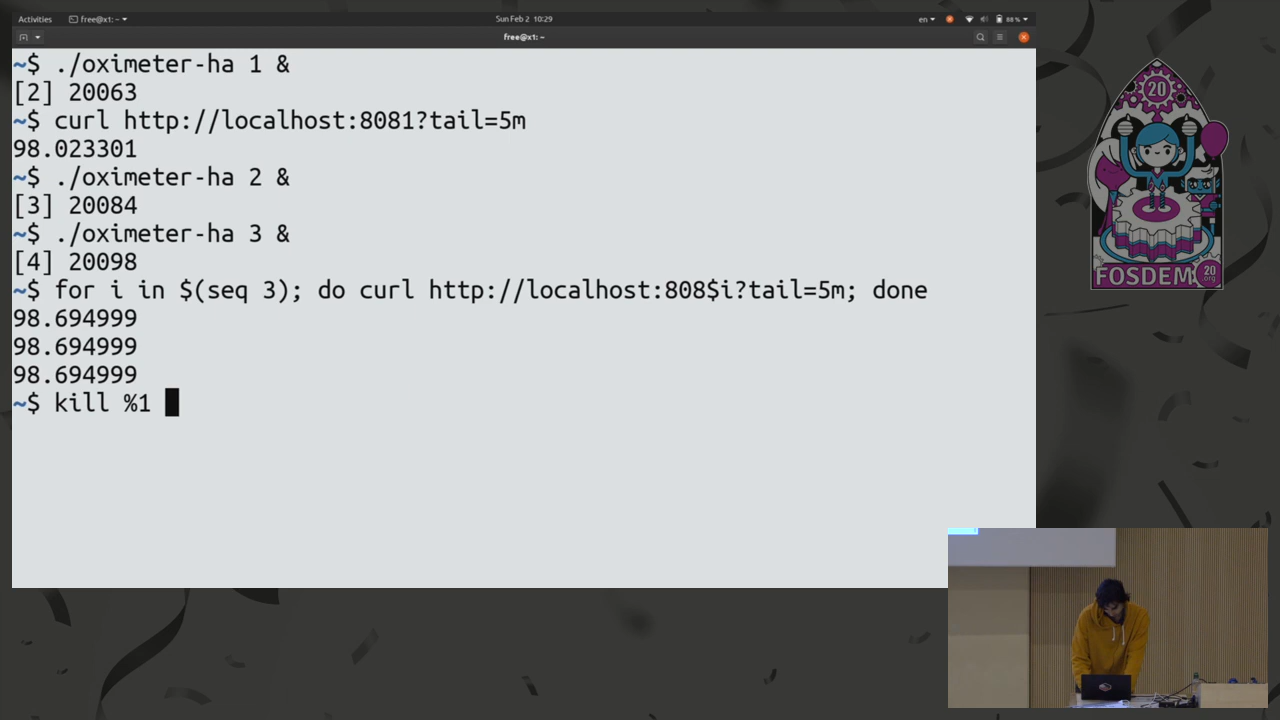 Activities
free@x1: ~
Sun Feb 2 10:29
en
88 %
free@x1: ~
~$ ./oximeter-ha 1 &
[2] 20063
~$ curl http://localhost:8081?tail=5m
98.023301
~$ ./oximeter-ha 2 &
[3] 20084
~$ ./oximeter-ha 3 &
[4] 20098
~$ for i in $(seq 3); do curl http://localhost:808$i?tail=5m; done
98.694999
98.694999
98.694999
~$ kill %1
20
FOSDEM
20
.org